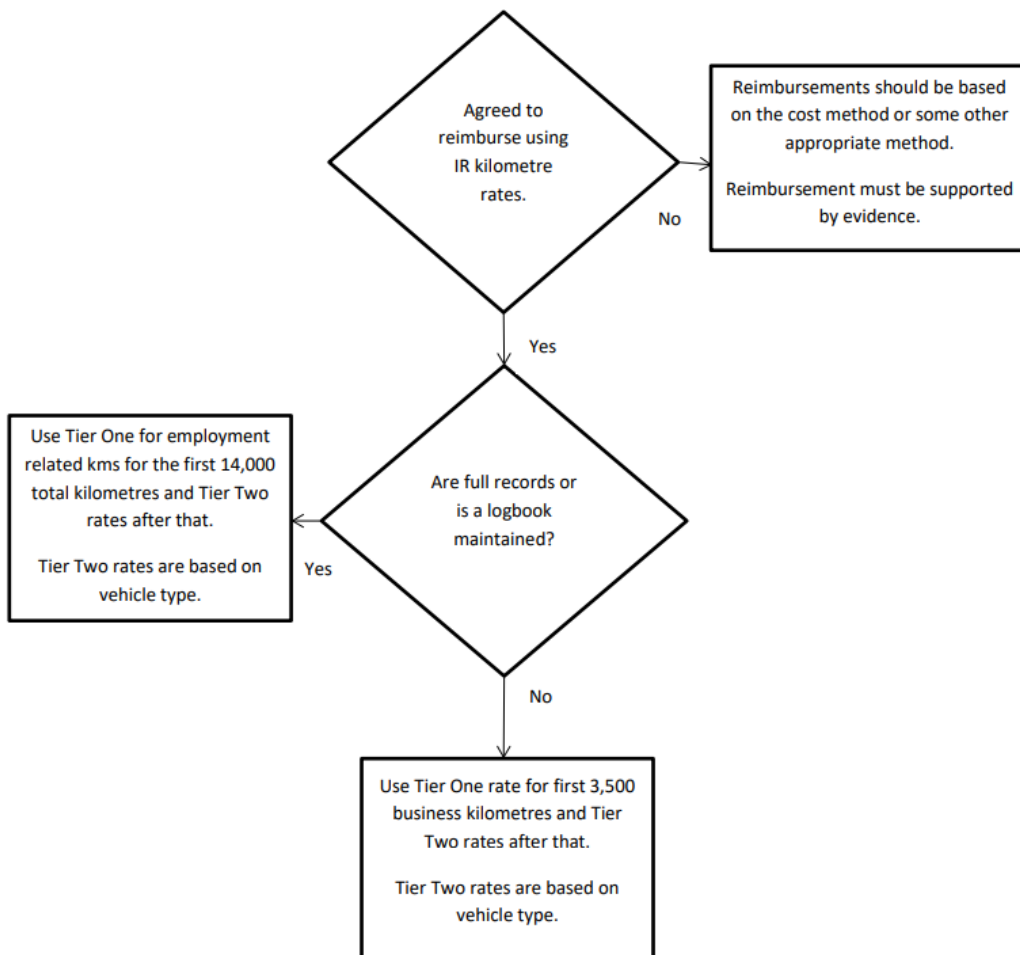 Agreed to
reimburse using
IR kilometre
rates.
Reimbursements should be based
on the cost method or some other
appropriate method.
Reimbursement must be supported
by evidence.
No
Yes
Use Tier One for employment
related kms for the first 14,000
total kilometres and Tier Two
rates after that.
Tier Two rates are based on
vehicle type.
Yes
Are full records or
is a logbook
maintained?
No
Use Tier One rate for first 3,500
business kilometres and Tier
Two rates after that.
Tier Two rates are based on
vehicle type.